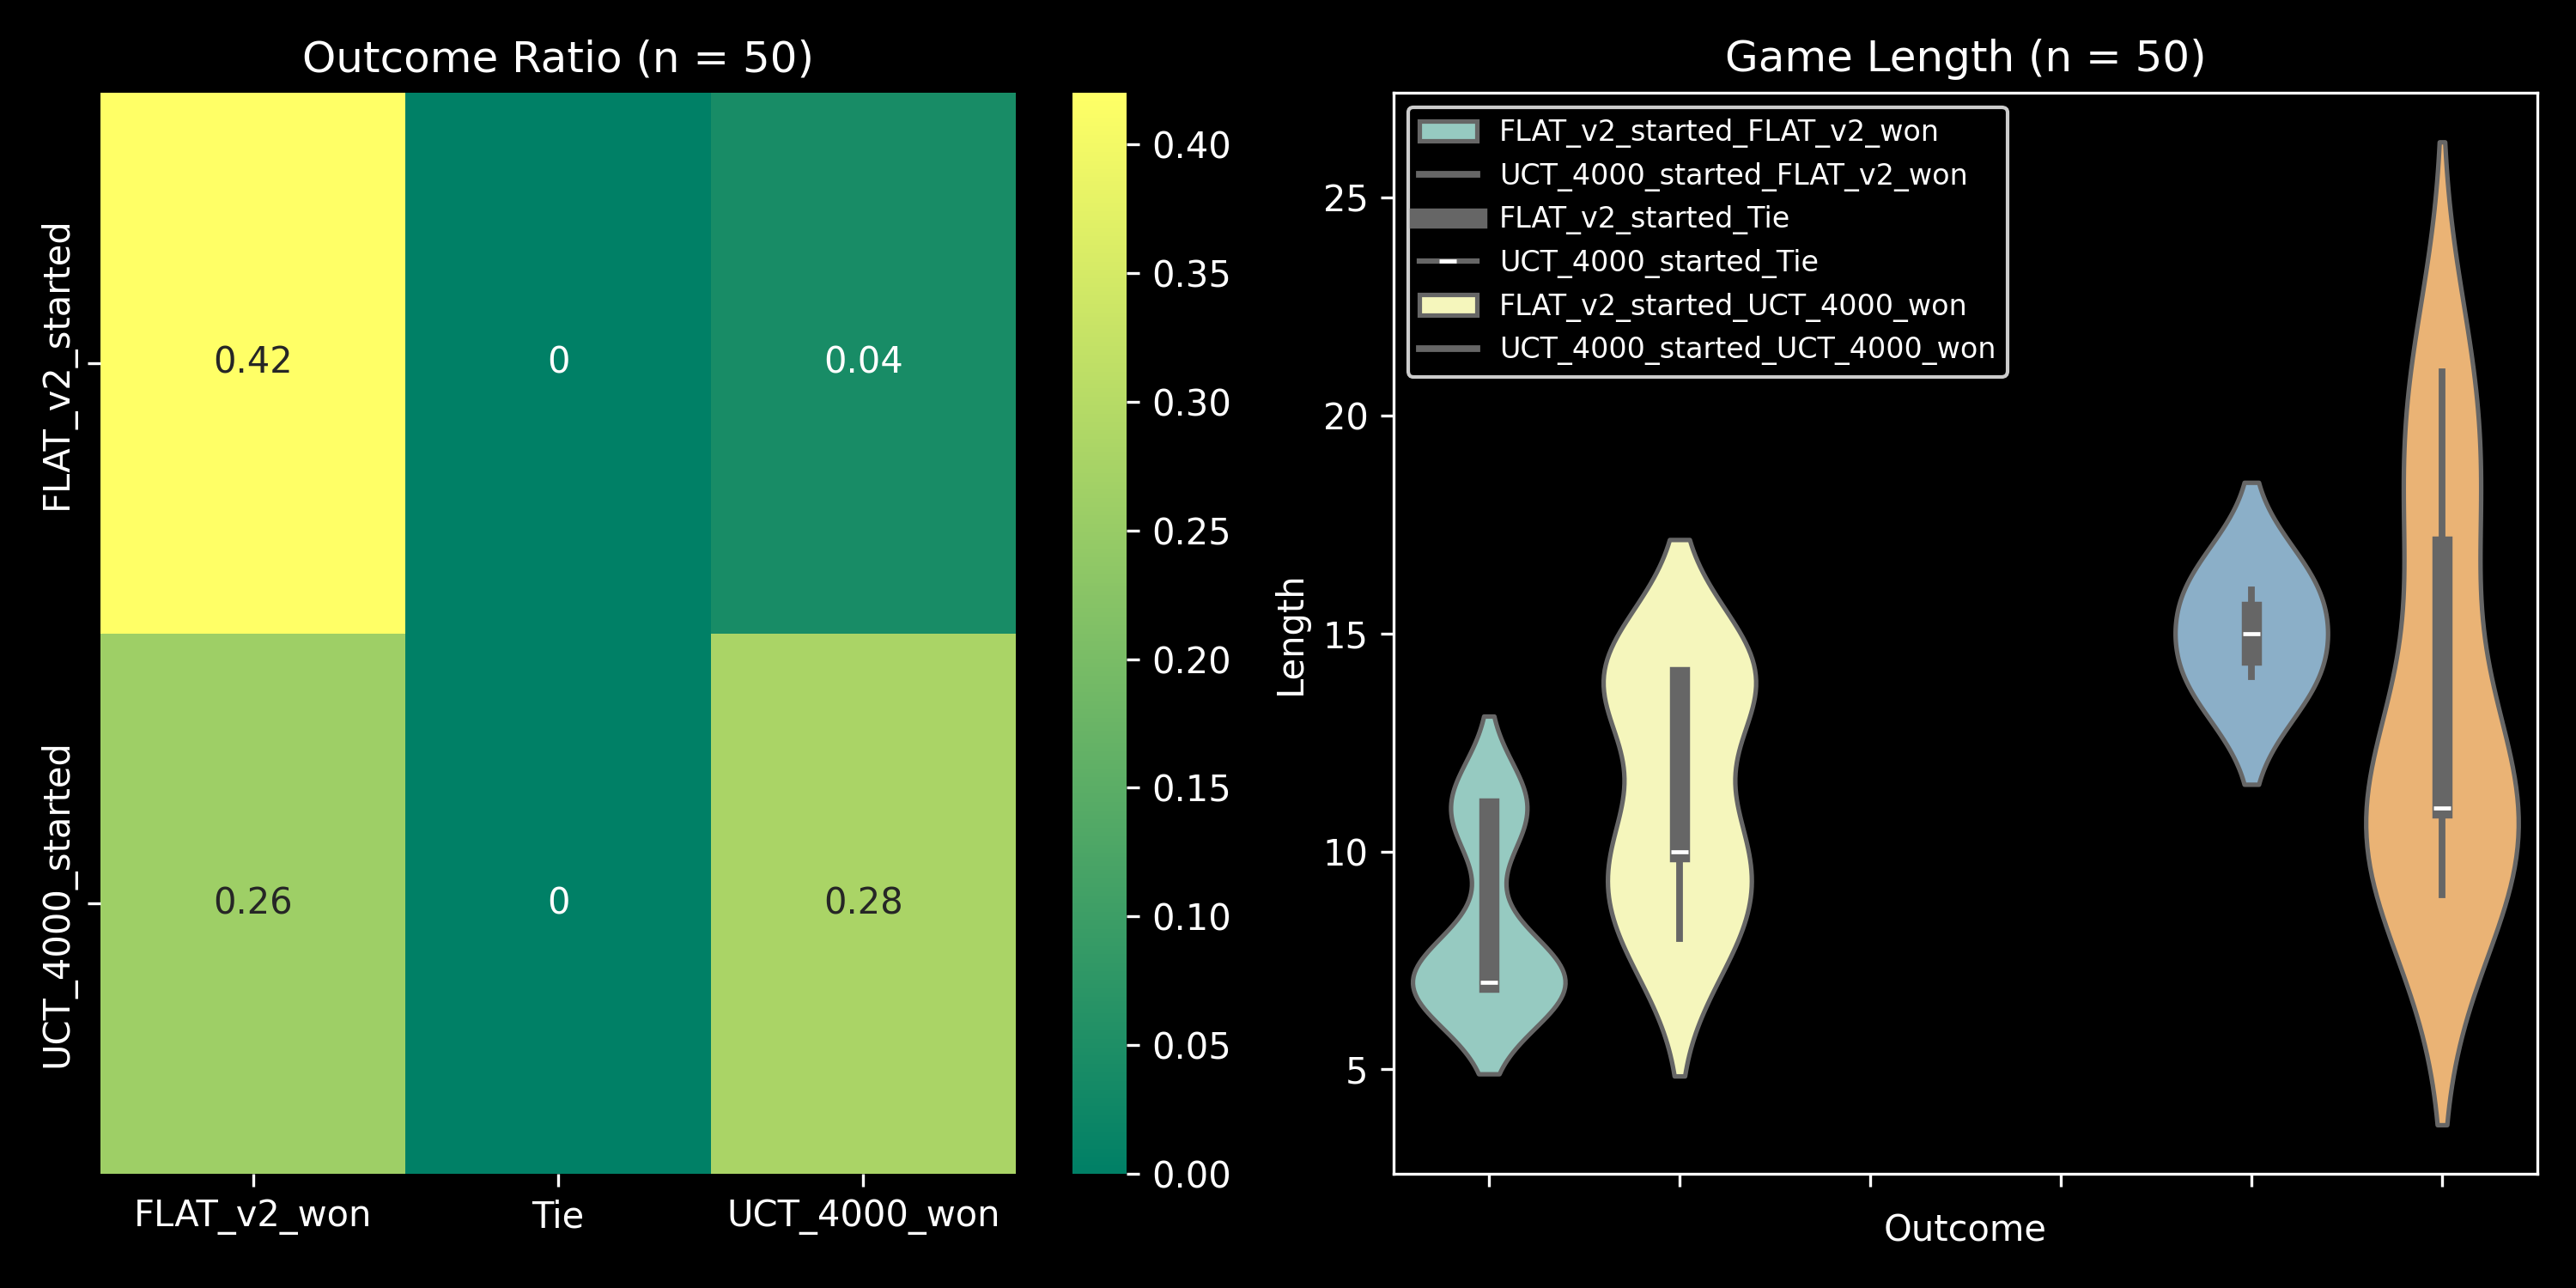 Outcome Ratio (n = 50)
FLAT_v2_started
UCT_4000_started
0.42
0
0.04
0.26
0
0.28
FLAT_v2_won
Tie
UCT_4000_won
0.40
0.35
0.30
0.25
0.20
0.15
0.10
0.05
0.00
Game Length (n = 50)
FLAT_v2_started_FLAT_v2_won
UCT_4000_started_FLAT_v2_won
FLAT_v2_started_Tie
UCT_4000_started_Tie
FLAT_v2_started_UCT_4000_won
UCT_4000_started_UCT_4000_won
Length
25
20
15
10
5
Outcome